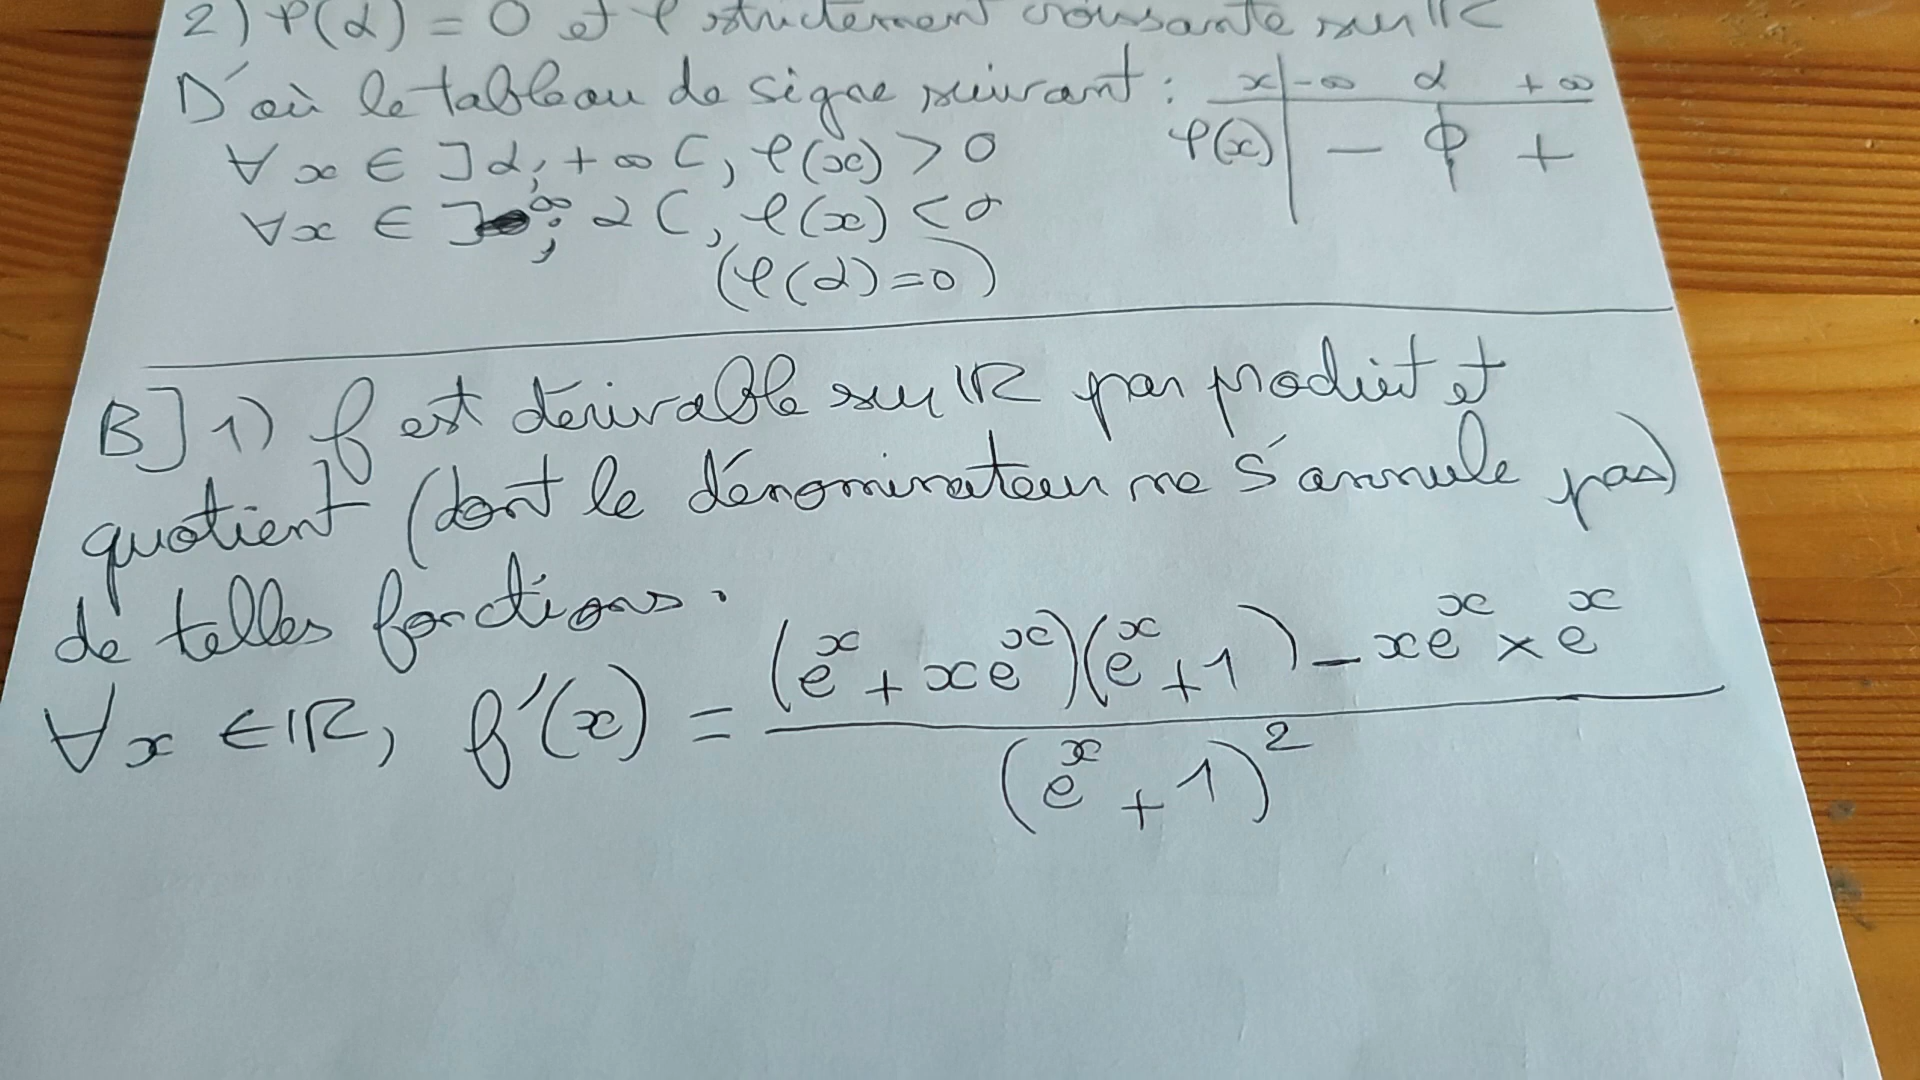 2) φ(α) = 0 et φ strictement croissante sur ℝ
D'où le tableau de signe suivant :
x | -∞ α +∞
φ(x) | - 0 +
∀x ∈ ]α; +∞[, φ(x) > 0
∀x ∈ ]-∞; α[, φ(x) < 0
(φ(α) = 0)
B] 1) f est dérivable sur ℝ par produit et
quotient (dont le dénominateur ne s'annule pas)
de telles fonctions.
∀x ∈ ℝ, f'(x) = ((e^x + xe^x)(e^x + 1) - xe^x × e^x) / (e^x + 1)^2